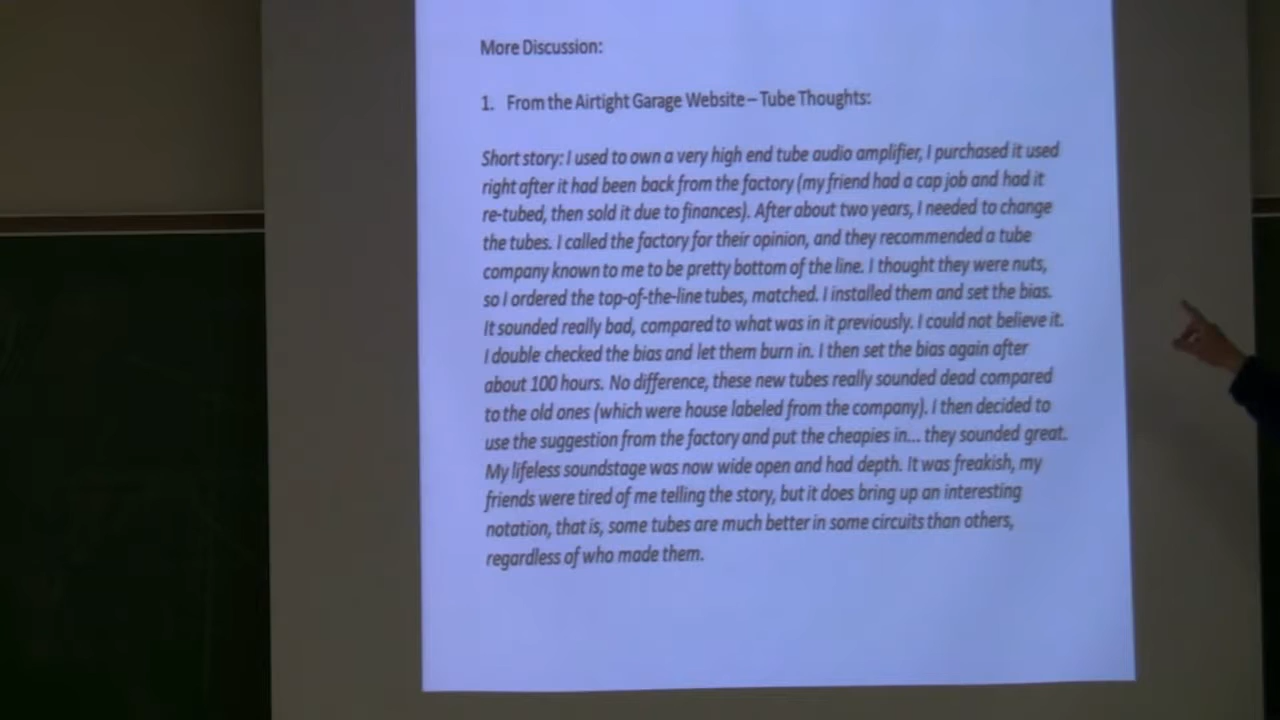 More Discussion:
1. From the Airtight Garage Website – Tube Thoughts:
Short story: I used to own a very high end tube audio amplifier, I purchased it used
right after it had been back from the factory (my friend had a cap job and had it
re-tubed, then sold it due to finances). After about two years, I needed to change
the tubes. I called the factory for their opinion, and they recommended a tube
company known to me to be pretty bottom of the line. I thought they were nuts,
so I ordered the top-of-the-line tubes, matched. I installed them and set the bias.
It sounded really bad, compared to what was in it previously. I could not believe it.
I double checked the bias and let them burn in. I then set the bias again after
about 100 hours. No difference, these new tubes really sounded dead compared
to the old ones (which were house labeled from the company). I then decided to
use the suggestion from the factory and put the cheapies in... they sounded great.
My lifeless soundstage was now wide open and had depth. It was freakish, my
friends were tired of me telling the story, but it does bring up an interesting
notation, that is, some tubes are much better in some circuits than others,
regardless of who made them.